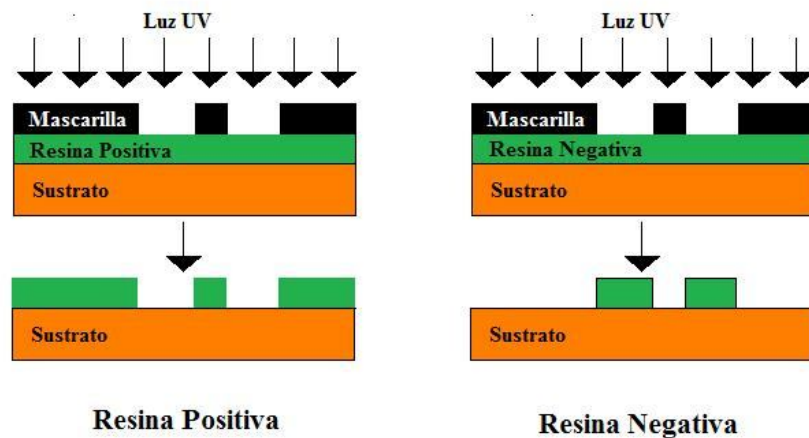 Luz UV
Luz UV
Mascarilla
Mascarilla
Resina Positiva
Resina Negativa
Sustrato
Sustrato
Sustrato
Sustrato
Resina Positiva
Resina Negativa